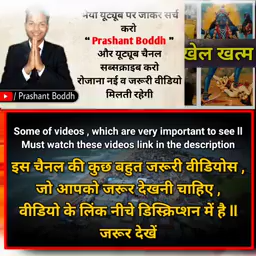 नया यूट्यूब पर जाकर सर्च
करो
" Prashant Boddh "
और यूट्यूब चैनल
सब्सक्राइब करो
रोजाना नई व जरूरी वीडियो
मिलती रहेगी
/ Prashant Boddh
खेल खत्म
Some of videos , which are very important to see ll
Must watch these videos link in the description
इस चैनल की कुछ बहुत जरूरी वीडियोस ,
जो आपको जरूर देखनी चाहिए ,
वीडियो के लिंक नीचे डिस्क्रिप्शन में है ll
जरूर देखें